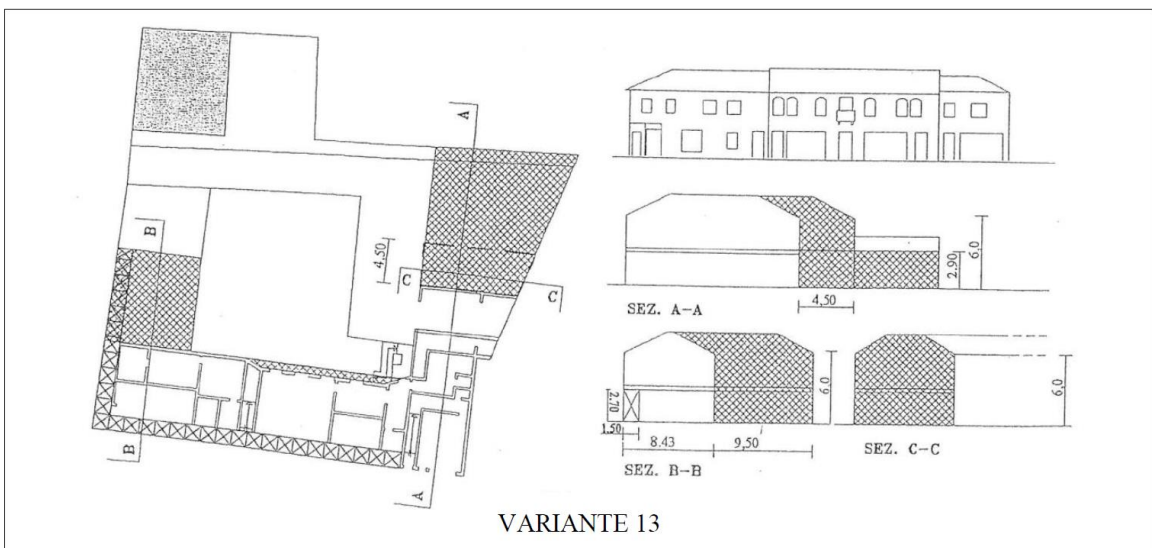 A
B
4,50
C
C
B
A
6,0
2.90
SEZ. A-A
4,50
2.70
1.50
8.43
9,50
6,0
6,0
SEZ. B-B
SEZ. C-C
VARIANTE 13